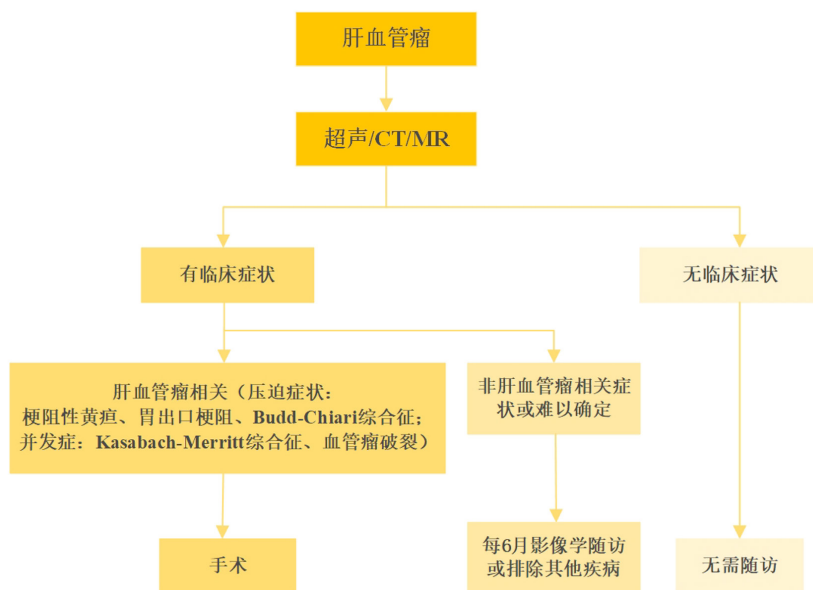 肝血管瘤
超声/CT/MR
有临床症状
无临床症状
肝血管瘤相关（压迫症状：
梗阻性黄疸、胃出口梗阻、Budd-Chiari综合征；
并发症：Kasabach-Merritt综合征、血管瘤破裂）
非肝血管瘤相关症
状或难以确定
手术
每6月影像学随访
或排除其他疾病
无需随访